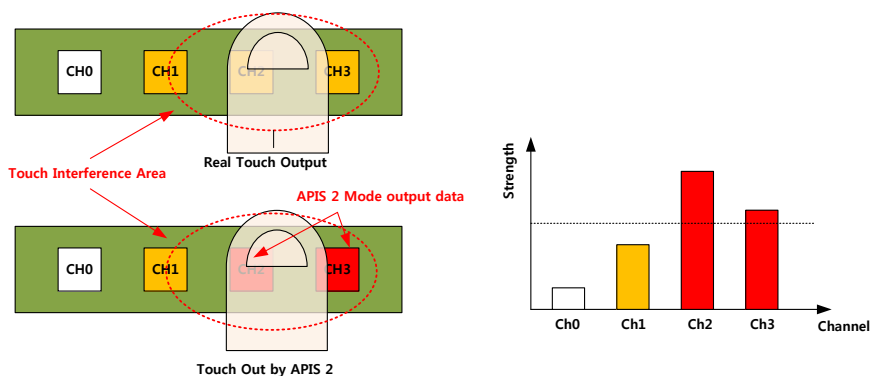 CH0 CH1 CH2 CH3
Real Touch Output
Touch Interference Area
APIS 2 Mode output data
CH0 CH1 CH2 CH3
Touch Out by APIS 2
Strength
Ch0 Ch1 Ch2 Ch3
Channel